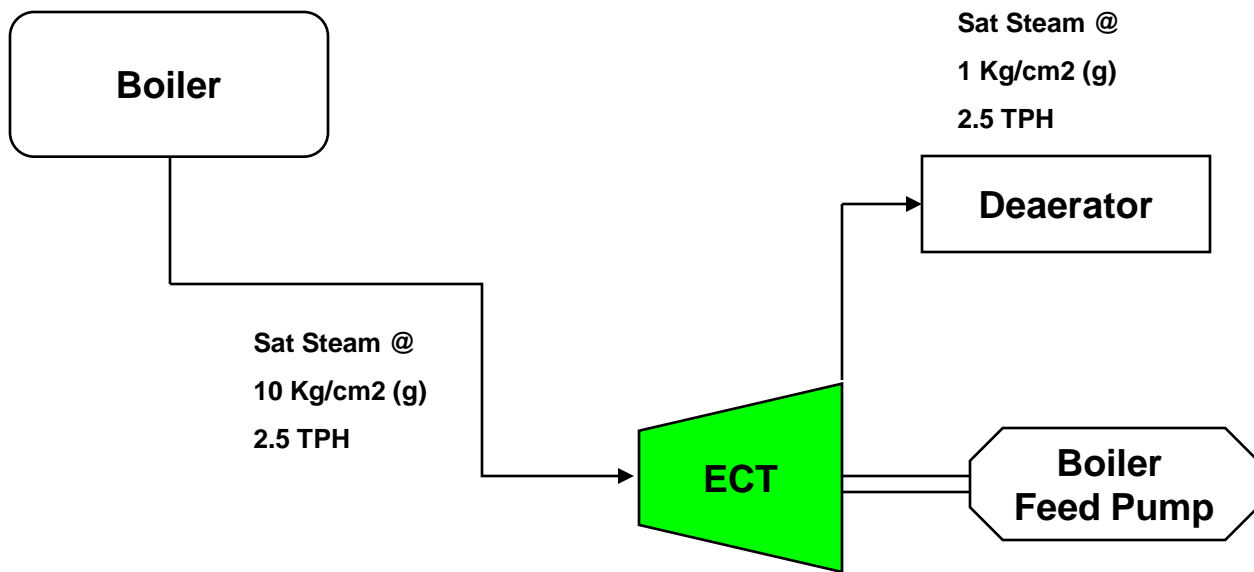 Boiler
Sat Steam @
1 Kg/cm2 (g)
2.5 TPH
Deaerator
Sat Steam @
10 Kg/cm2 (g)
2.5 TPH
ECT
Boiler
Feed Pump